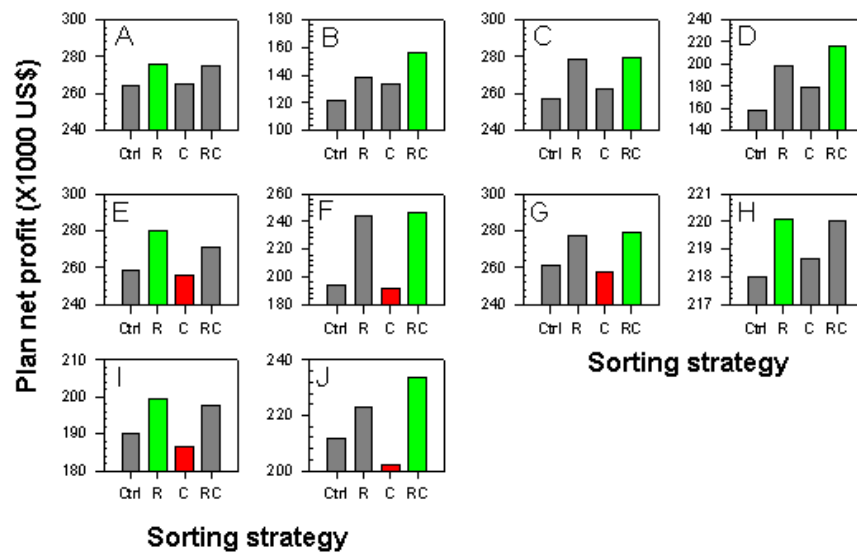 Plan net profit (X1000 US$)
A
300
280
260
240
Ctrl R C RC
B
180
160
140
120
100
Ctrl R C RC
C
300
280
260
240
Ctrl R C RC
D
240
220
200
180
160
140
Ctrl R C RC
E
300
280
260
240
Ctrl R C RC
F
260
240
220
200
180
Ctrl R C RC
G
300
280
260
240
Ctrl R C RC
H
221
220
219
218
217
Ctrl R C RC
I
210
200
190
180
Ctrl R C RC
J
240
220
200
Ctrl R C RC
Sorting strategy
Sorting strategy